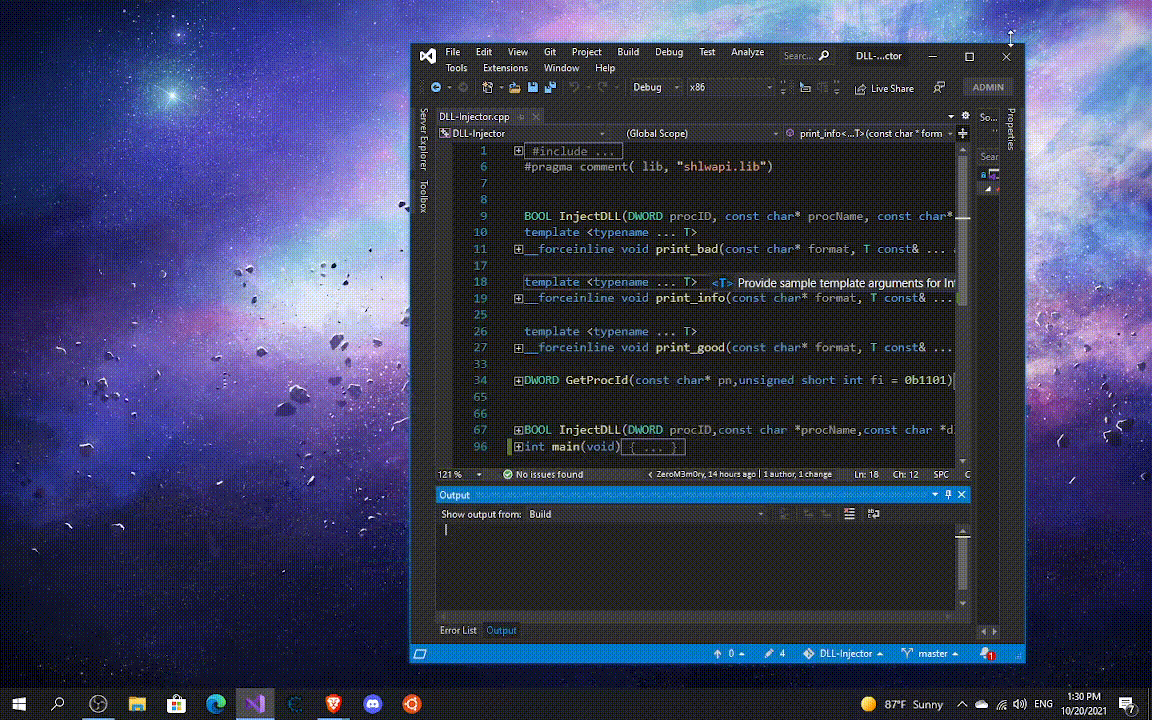 File Edit View Git Project Build Debug Test Analyze Searc... DLL-...ctor
Tools Extensions Window Help
Debug x86 Live Share ADMIN
Server Explorer
Toolbox
DLL-Injector.cpp So...
Properties
DLL-Injector (Global Scope) print_info<...T>(const char * form
Sear
1 #include ...
6 #pragma comment( lib, "shlwapi.lib")
7
8
9 BOOL InjectDLL(DWORD procID, const char* procName, const char*
10 template <typename ... T>
11 __forceinline void print_bad(const char* format, T const& ...
17
18 template <typename ... T> <T> Provide sample template arguments for Int
19 __forceinline void print_info(const char* format, T const& ...
25
26 template <typename ... T>
27 __forceinline void print_good(const char* format, T const& ...
33
34 DWORD GetProcId(const char* pn,unsigned short int fi = 0b1101)
65
66
67 BOOL InjectDLL(DWORD procID,const char *procName,const char *d
96 int main(void) { ... }
121 % No issues found ZeroM3m0ry, 14 hours ago | 1 author, 1 change Ln: 18 Ch: 12 SPC C
Output
Show output from: Build
Error List Output
0 4 DLL-Injector master 1
87°F Sunny ENG 1:30 PM
10/20/2021 7